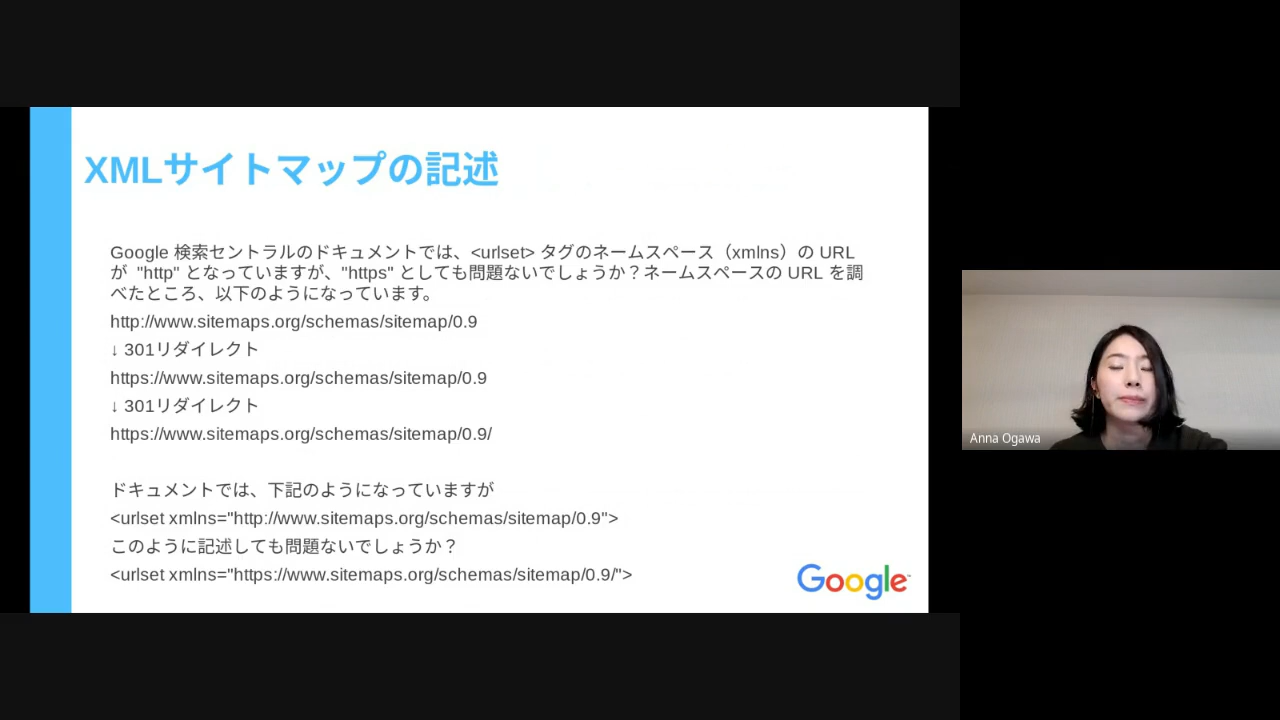 XMLサイトマップの記述
Google 検索セントラルのドキュメントでは、<urlset> タグのネームスペース（xmlns）の URL
が "http" となっていますが、"https" としても問題ないでしょうか？ネームスペースの URL を調
べたところ、以下のようになっています。
http://www.sitemaps.org/schemas/sitemap/0.9
↓ 301リダイレクト
https://www.sitemaps.org/schemas/sitemap/0.9
↓ 301リダイレクト
https://www.sitemaps.org/schemas/sitemap/0.9/
ドキュメントでは、下記のようになっていますが
<urlset xmlns="http://www.sitemaps.org/schemas/sitemap/0.9">
このように記述しても問題ないでしょうか？
<urlset xmlns="https://www.sitemaps.org/schemas/sitemap/0.9/">
Google
Anna Ogawa